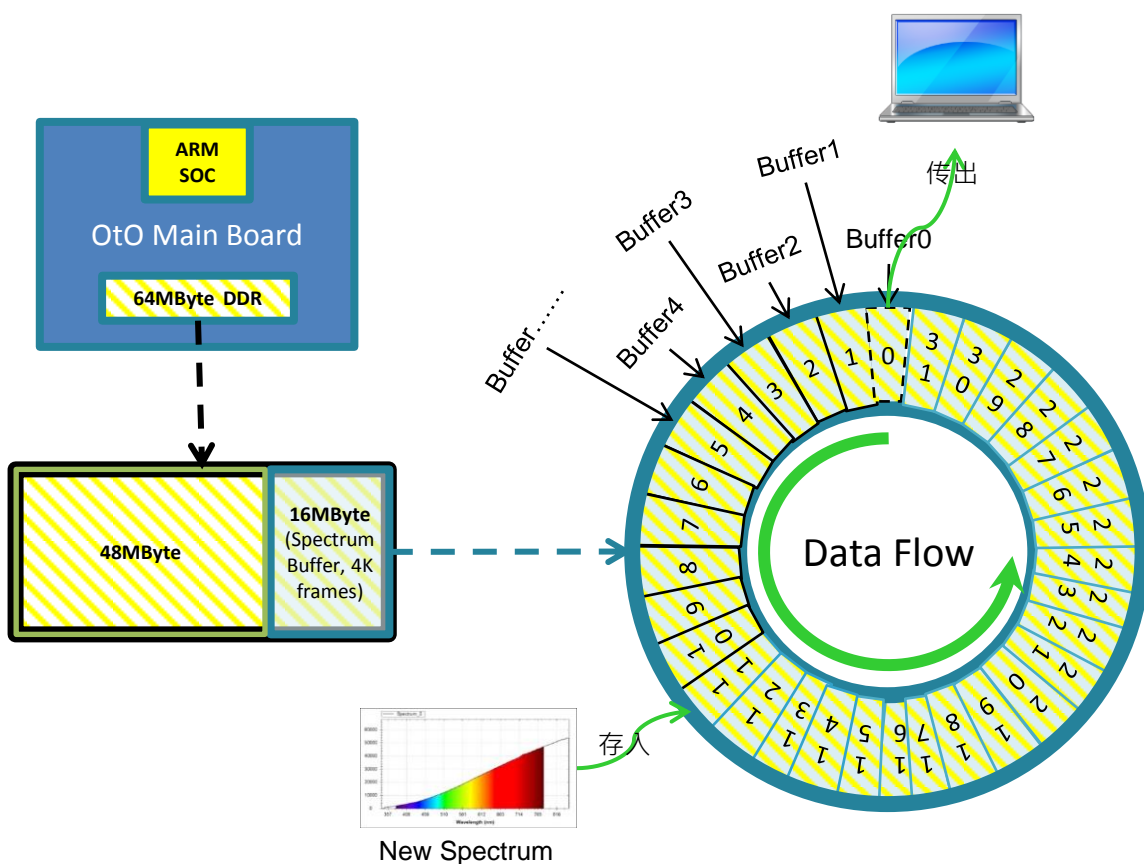 ARM
SOC
OtO Main Board
64MByte DDR
48MByte
16MByte
(Spectrum
Buffer, 4K
frames)
传出
Buffer0
Buffer1
Buffer2
Buffer3
Buffer4
Buffer......
0
1
2
3
4
5
6
7
8
9
10
11
12
13
14
15
16
17
18
19
20
21
22
23
24
25
26
27
28
29
30
31
Data Flow
存入
Wavelength (nm)
New Spectrum